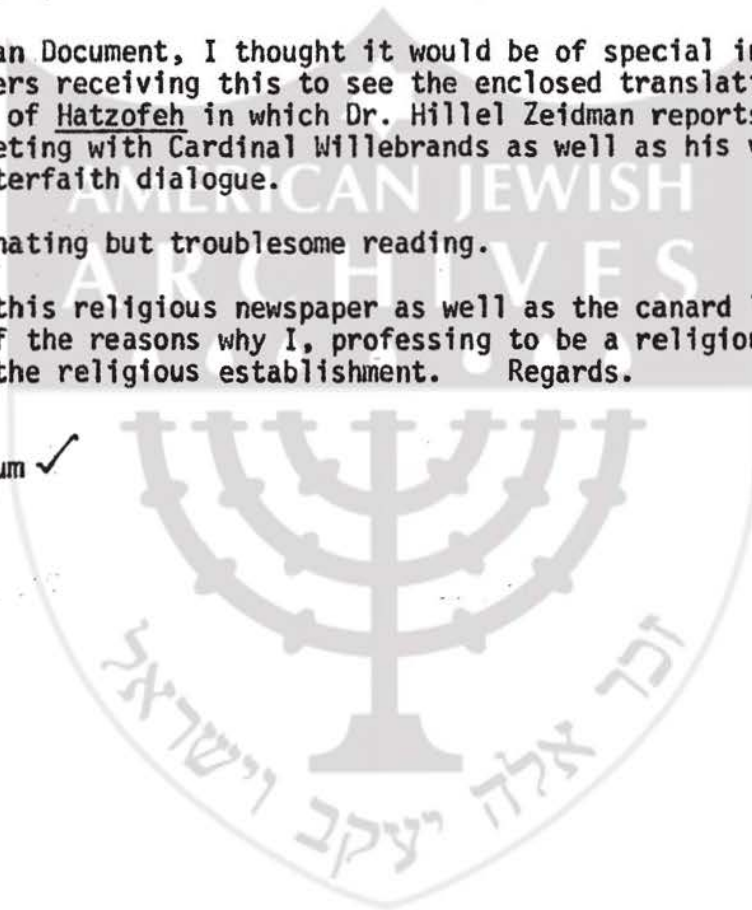 an Document, I thought it would be of special in
ers receiving this to see the enclosed translati
of Hatzofeh in which Dr. Hillel Zeidman reports
eting with Cardinal Willebrands as well as his
terfaith dialogue.
AMERICAN JEWISH
nating but troublesome reading.
ARCHIVES
this religious newspaper as well as the canard
f the reasons why I, professing to be a religiou
the religious establishment. Regards.
um ✓
זכר אלה יעקב וישראל